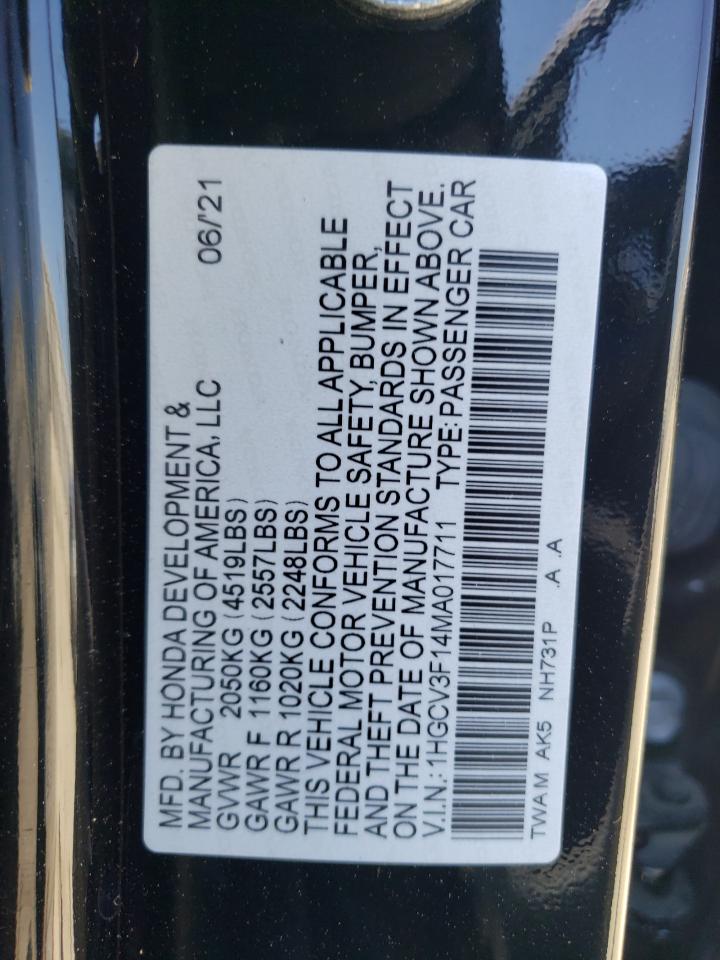 MFD. BY HONDA DEVELOPMENT &
MANUFACTURING OF AMERICA, LLC 06/'21
GVWR 2050KG (4519LBS)
GAWR F 1160KG (2557LBS)
GAWR R 1020KG (2248LBS)
THIS VEHICLE CONFORMS TO ALL APPLICABLE
FEDERAL MOTOR VEHICLE SAFETY, BUMPER,
AND THEFT PREVENTION STANDARDS IN EFFECT
ON THE DATE OF MANUFACTURE SHOWN ABOVE.
V.I.N.: 1HGCV3F14MA017711 TYPE: PASSENGER CAR
TWAM AK5 NH731P .A .A